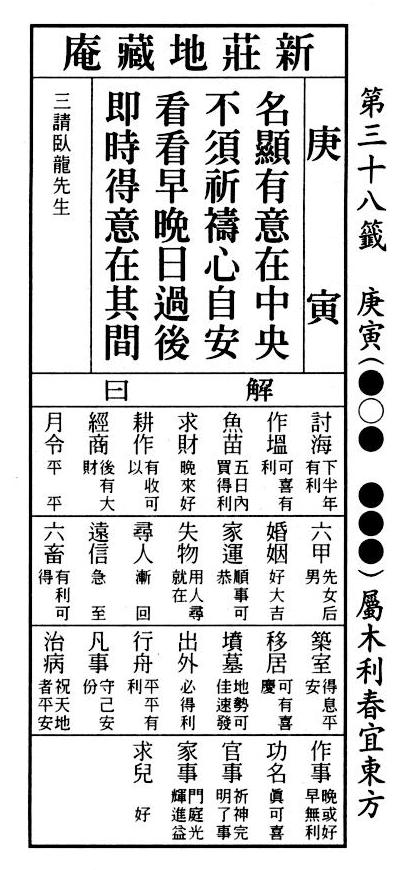 第三十八籤 庚寅(●○● ●●●)屬木利春宜東方
新莊地藏庵
庚寅
名顯有意在中央
不須祈禱心自安
看看早晚日過後
即時得意在其間
三請臥龍先生
解曰
討海 下半年有利
作塭 可喜有利
魚苗 五日內買得利
求財 晚來好
耕作 有收可以
經商 後有大財
月令 平平
六甲 先女后男
婚姻 好大吉
家運 順事可恭
失物 用人尋就在
尋人 漸回
遠信 急至
六畜 有利可得
築室 得息平安
移居 可有喜慶
墳墓 地勢可佳速發
出外 必得利
行舟 平平有利
凡事 守己安份
治病 祝天地者平安
作事 晚或好早無利
功名 眞可喜
官事 祈神完明了事
家事 門庭光輝進益
求兒 好